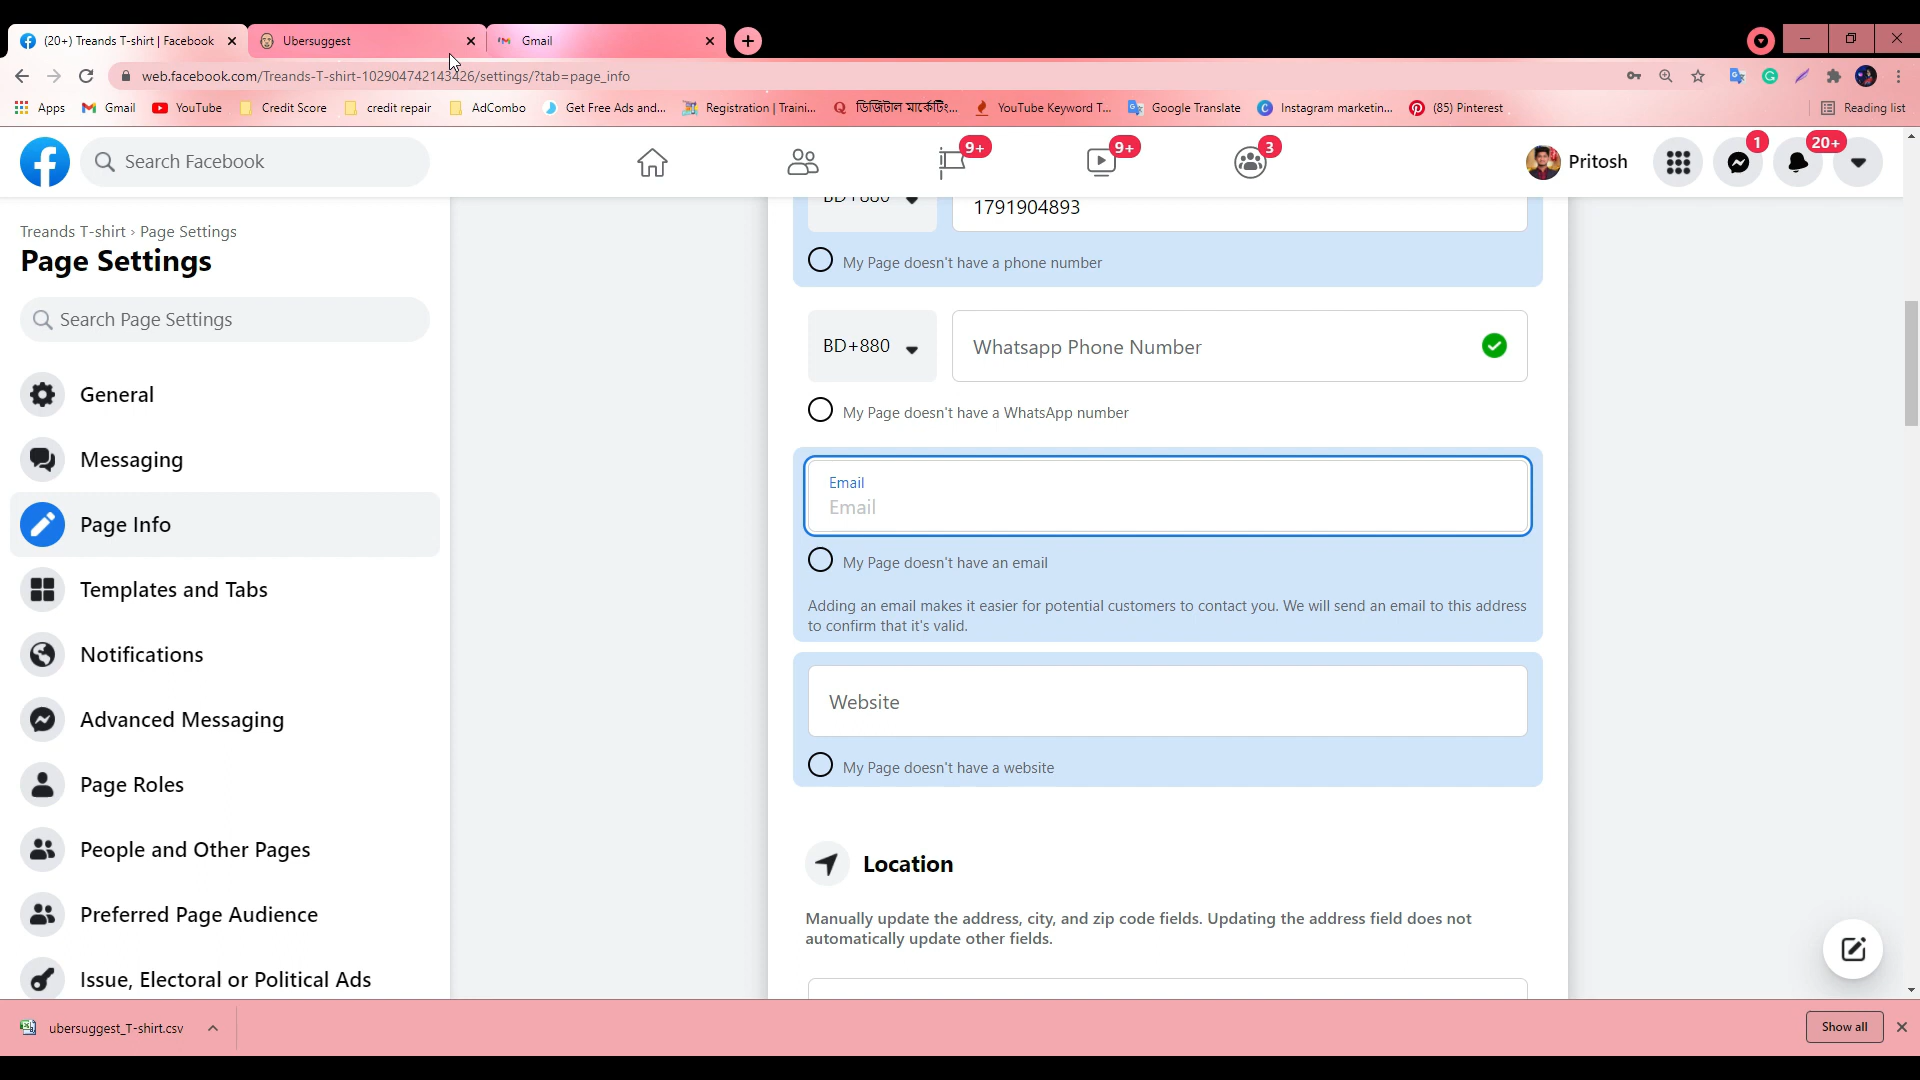 (20+) Treands T-shirt | Facebook
Ubersuggest
Gmail
web.facebook.com/Treands-T-shirt-102904742143426/settings/?tab=page_info
Apps
Gmail
YouTube
Credit Score
credit repair
AdCombo
Get Free Ads and...
Registration | Traini...
ডিজিটাল মার্কেটিং...
YouTube Keyword T...
Google Translate
Instagram marketin...
(85) Pinterest
Reading list
Search Facebook
9+
9+
3
Pritosh
1
20+
Treands T-shirt › Page Settings
Page Settings
Search Page Settings
General
Messaging
Page Info
Templates and Tabs
Notifications
Advanced Messaging
Page Roles
People and Other Pages
Preferred Page Audience
Issue, Electoral or Political Ads
BD+880
1791904893
My Page doesn't have a phone number
BD+880
Whatsapp Phone Number
My Page doesn't have a WhatsApp number
Email
Email
My Page doesn't have an email
Adding an email makes it easier for potential customers to contact you. We will send an email to this address
to confirm that it's valid.
Website
My Page doesn't have a website
Location
Manually update the address, city, and zip code fields. Updating the address field does not
automatically update other fields.
ubersuggest_T-shirt.csv
Show all